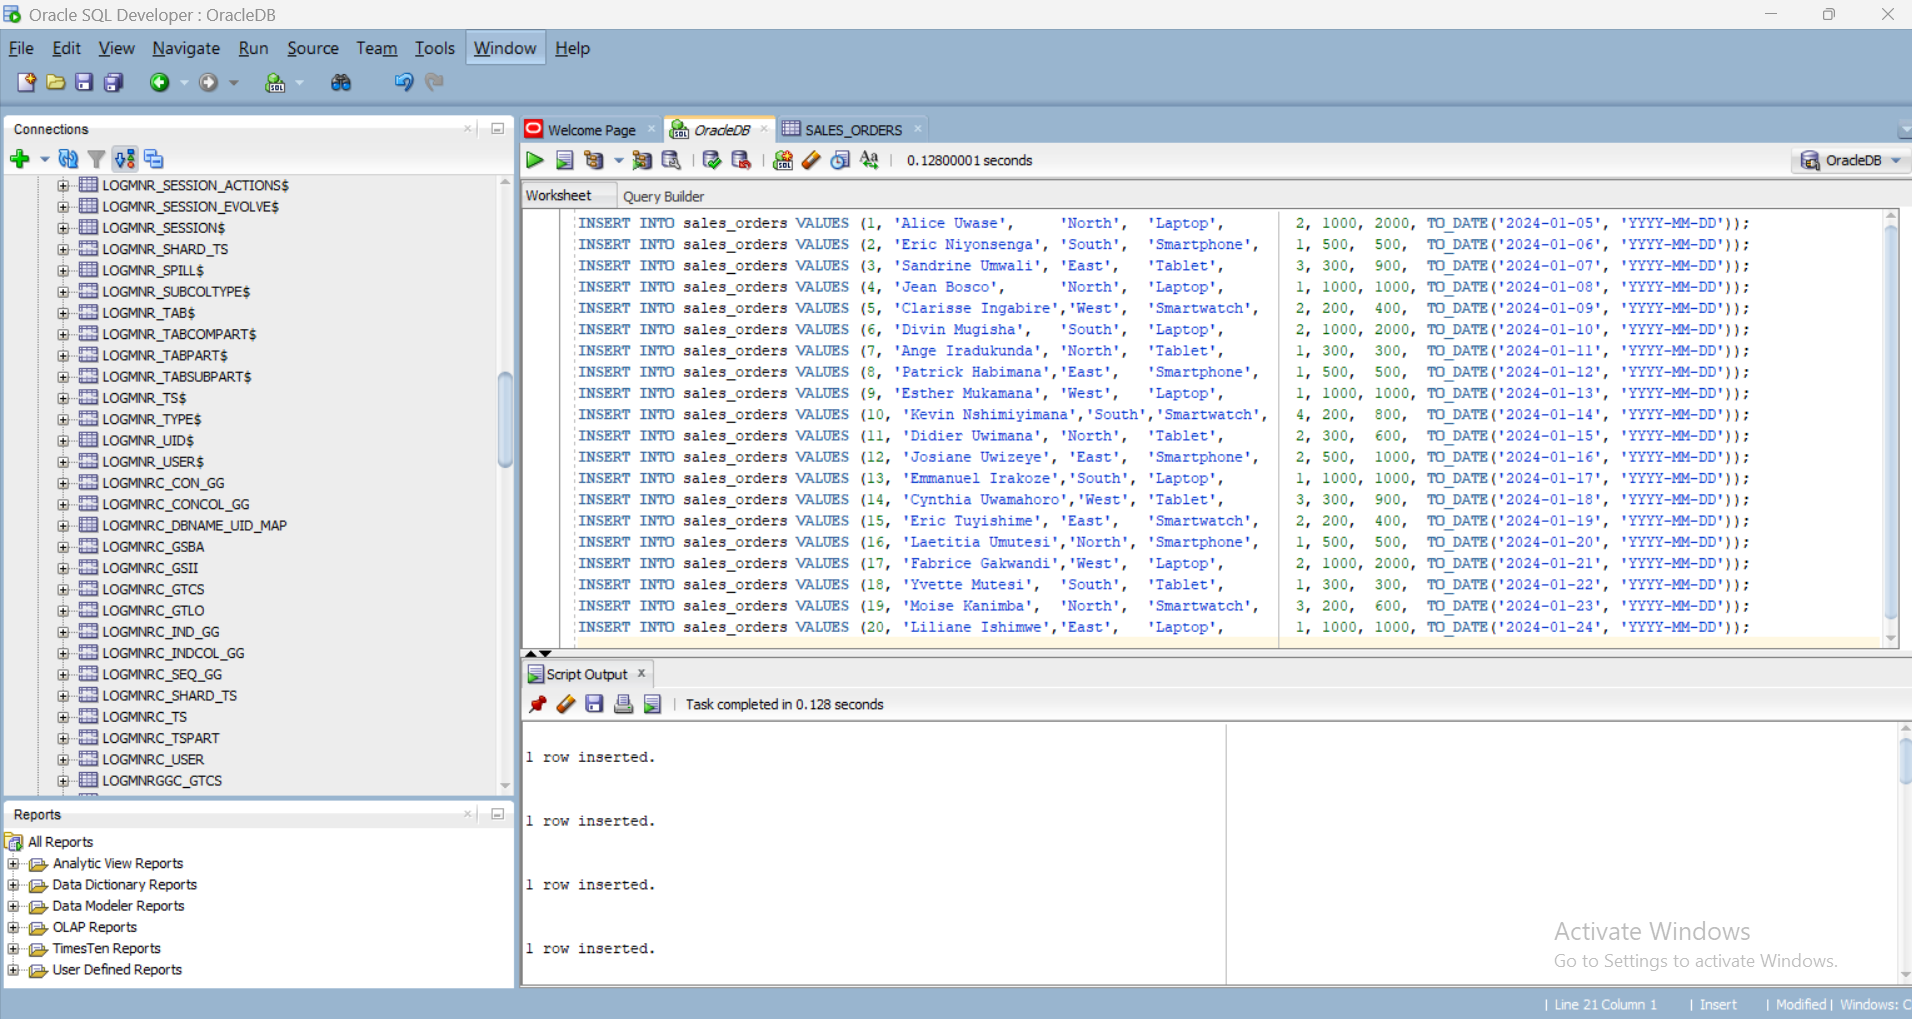 Oracle SQL Developer : OracleDB
File Edit View Navigate Run Source Team Tools Window Help
Connections
LOGMNR_SESSION_ACTIONS$
LOGMNR_SESSION_EVOLVE$
LOGMNR_SESSION$
LOGMNR_SHARD_TS
LOGMNR_SPILL$
LOGMNR_SUBCOLTYPE$
LOGMNR_TAB$
LOGMNR_TABCOMPART$
LOGMNR_TABPART$
LOGMNR_TABSUBPART$
LOGMNR_TS$
LOGMNR_TYPE$
LOGMNR_UID$
LOGMNR_USER$
LOGMNRC_CON_GG
LOGMNRC_CONCOL_GG
LOGMNRC_DBNAME_UID_MAP
LOGMNRC_GSBA
LOGMNRC_GSII
LOGMNRC_GTCS
LOGMNRC_GTLO
LOGMNRC_IND_GG
LOGMNRC_INDCOL_GG
LOGMNRC_SEQ_GG
LOGMNRC_SHARD_TS
LOGMNRC_TS
LOGMNRC_TSPART
LOGMNRC_USER
LOGMNRGGC_GTCS
Reports
All Reports
Analytic View Reports
Data Dictionary Reports
Data Modeler Reports
OLAP Reports
TimesTen Reports
User Defined Reports
Welcome Page OracleDB SALES_ORDERS
0.12800001 seconds OracleDB
Worksheet Query Builder
INSERT INTO sales_orders VALUES (1, 'Alice Uwase', 'North', 'Laptop', 2, 1000, 2000, TO_DATE('2024-01-05', 'YYYY-MM-DD'));
INSERT INTO sales_orders VALUES (2, 'Eric Niyonsenga', 'South', 'Smartphone', 1, 500, 500, TO_DATE('2024-01-06', 'YYYY-MM-DD'));
INSERT INTO sales_orders VALUES (3, 'Sandrine Umwali', 'East', 'Tablet', 3, 300, 900, TO_DATE('2024-01-07', 'YYYY-MM-DD'));
INSERT INTO sales_orders VALUES (4, 'Jean Bosco', 'North', 'Laptop', 1, 1000, 1000, TO_DATE('2024-01-08', 'YYYY-MM-DD'));
INSERT INTO sales_orders VALUES (5, 'Clarisse Ingabire','West', 'Smartwatch', 2, 200, 400, TO_DATE('2024-01-09', 'YYYY-MM-DD'));
INSERT INTO sales_orders VALUES (6, 'Divin Mugisha', 'South', 'Laptop', 2, 1000, 2000, TO_DATE('2024-01-10', 'YYYY-MM-DD'));
INSERT INTO sales_orders VALUES (7, 'Ange Iradukunda', 'North', 'Tablet', 1, 300, 300, TO_DATE('2024-01-11', 'YYYY-MM-DD'));
INSERT INTO sales_orders VALUES (8, 'Patrick Habimana','East', 'Smartphone', 1, 500, 500, TO_DATE('2024-01-12', 'YYYY-MM-DD'));
INSERT INTO sales_orders VALUES (9, 'Esther Mukamana', 'West', 'Laptop', 1, 1000, 1000, TO_DATE('2024-01-13', 'YYYY-MM-DD'));
INSERT INTO sales_orders VALUES (10, 'Kevin Nshimiyimana','South','Smartwatch', 4, 200, 800, TO_DATE('2024-01-14', 'YYYY-MM-DD'));
INSERT INTO sales_orders VALUES (11, 'Didier Uwimana', 'North', 'Tablet', 2, 300, 600, TO_DATE('2024-01-15', 'YYYY-MM-DD'));
INSERT INTO sales_orders VALUES (12, 'Josiane Uwizeye', 'East', 'Smartphone', 2, 500, 1000, TO_DATE('2024-01-16', 'YYYY-MM-DD'));
INSERT INTO sales_orders VALUES (13, 'Emmanuel Irakoze','South', 'Laptop', 1, 1000, 1000, TO_DATE('2024-01-17', 'YYYY-MM-DD'));
INSERT INTO sales_orders VALUES (14, 'Cynthia Uwamahoro','West', 'Tablet', 3, 300, 900, TO_DATE('2024-01-18', 'YYYY-MM-DD'));
INSERT INTO sales_orders VALUES (15, 'Eric Tuyishime', 'East', 'Smartwatch', 2, 200, 400, TO_DATE('2024-01-19', 'YYYY-MM-DD'));
INSERT INTO sales_orders VALUES (16, 'Laetitia Umutesi','North', 'Smartphone', 1, 500, 500, TO_DATE('2024-01-20', 'YYYY-MM-DD'));
INSERT INTO sales_orders VALUES (17, 'Fabrice Gakwandi','West', 'Laptop', 2, 1000, 2000, TO_DATE('2024-01-21', 'YYYY-MM-DD'));
INSERT INTO sales_orders VALUES (18, 'Yvette Mutesi', 'South', 'Tablet', 1, 300, 300, TO_DATE('2024-01-22', 'YYYY-MM-DD'));
INSERT INTO sales_orders VALUES (19, 'Moise Kanimba', 'North', 'Smartwatch', 3, 200, 600, TO_DATE('2024-01-23', 'YYYY-MM-DD'));
INSERT INTO sales_orders VALUES (20, 'Liliane Ishimwe','East', 'Laptop', 1, 1000, 1000, TO_DATE('2024-01-24', 'YYYY-MM-DD'));
Script Output
Task completed in 0.128 seconds
1 row inserted.
1 row inserted.
1 row inserted.
1 row inserted.
Activate Windows
Go to Settings to activate Windows.
| Line 21 Column 1 | Insert | Modified | Windows: C